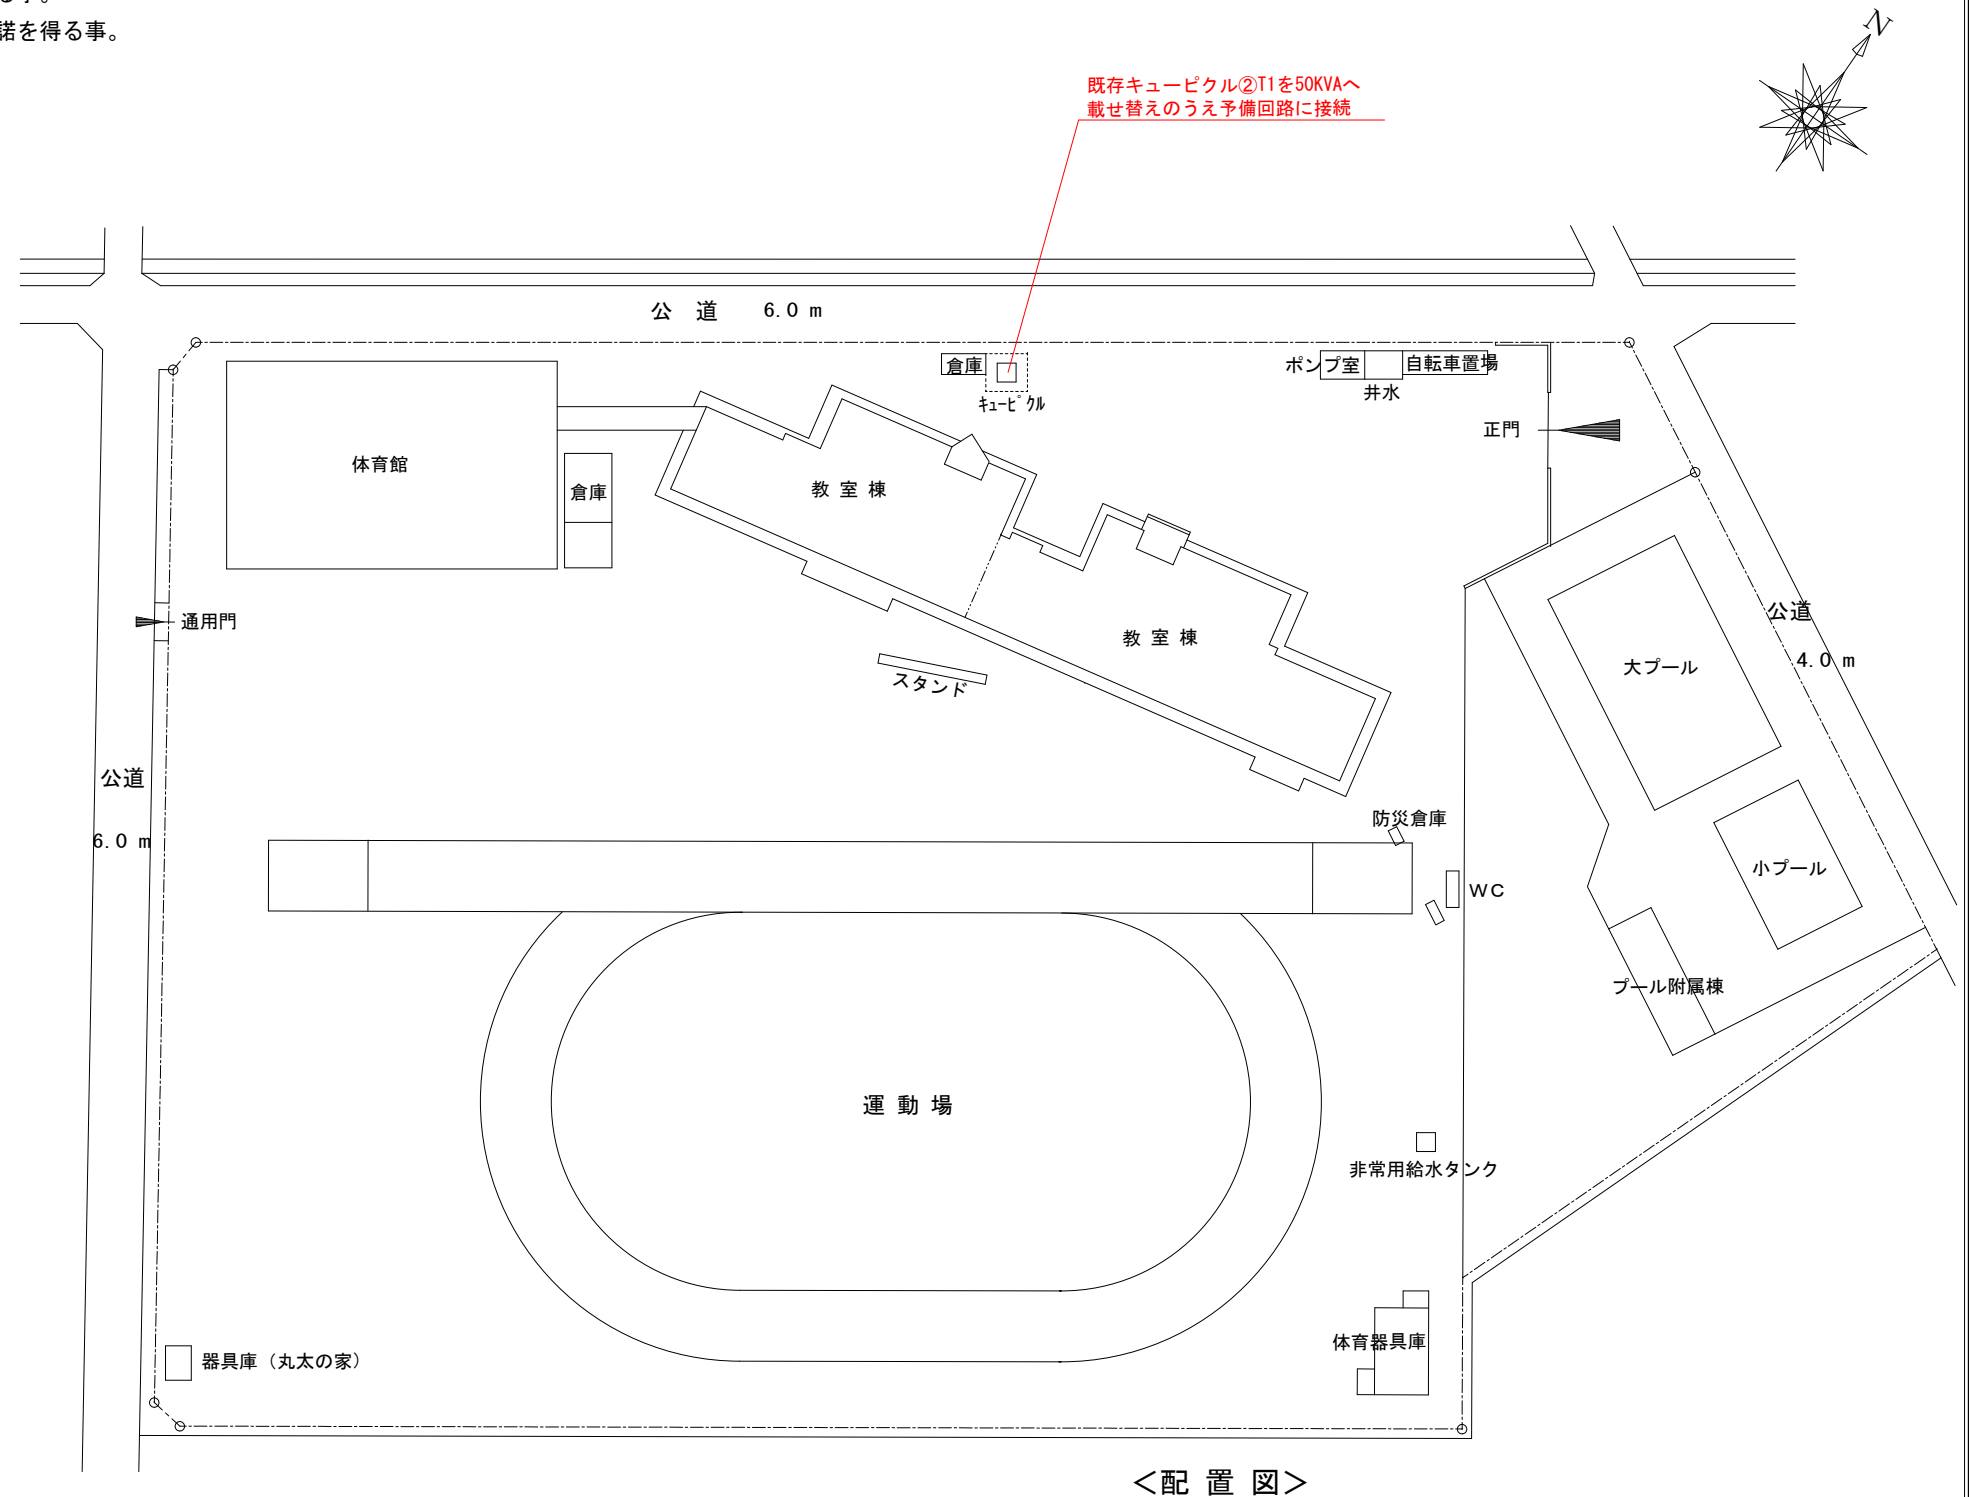 る事。
諾を得る事。
N
既存キュービクル②T1を50KVAへ
載せ替えのうえ予備回路に接続
公 道 6.0 m
倉庫
ｷｭｰﾋﾞｸﾙ
ポンプ室
自転車置場
井水
正門
体育館
倉庫
教 室 棟
通用門
教 室 棟
スタンド
公道
4.0 m
大プール
公道
6.0 m
防災倉庫
小プール
WC
プール附属棟
運 動 場
非常用給水タンク
体育器具庫
器具庫（丸太の家）
＜配 置 図＞